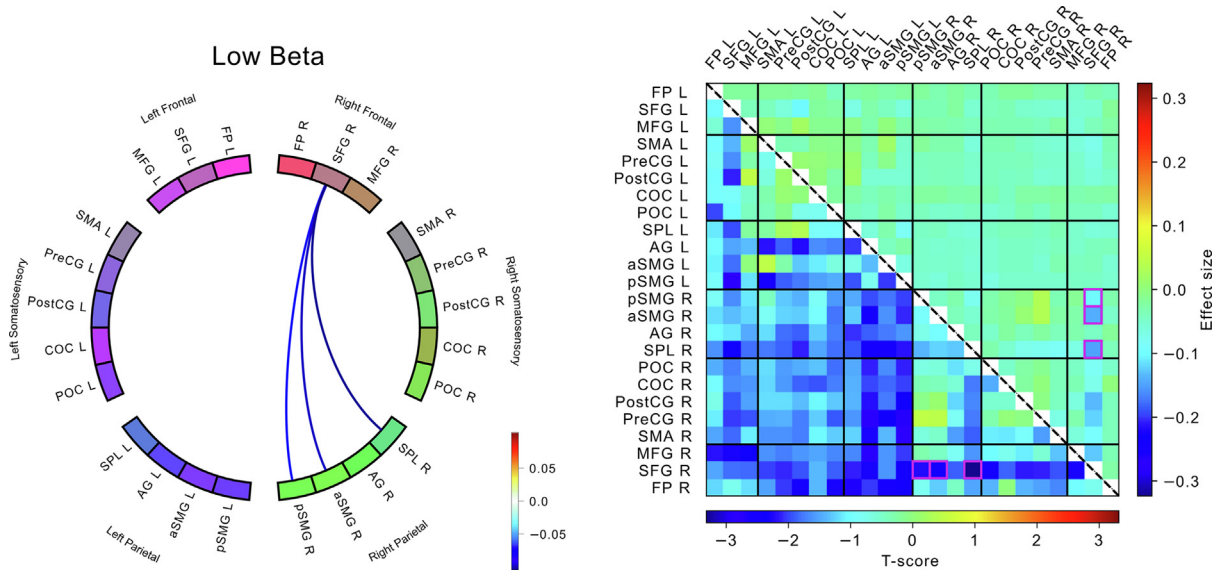 Low Beta
Left Frontal
Right Frontal
MFG L
SFG L
FP L
FP R
SFG R
MFG R
SMA L
PreCG L
PostCG L
COC L
POC L
Left Somatosensory
SMA R
PreCG R
PostCG R
COC R
POC R
Right Somatosensory
SPL L
AG L
aSMG L
pSMG L
Left Parietal
pSMG R
aSMG R
AG R
SPL R
Right Parietal
0.05
0.0
−0.05
FP L
SFG L
MFG L
SMA L
PreCG L
PostCG L
COC L
POC L
SPL L
AG L
aSMG L
pSMG L
pSMG R
aSMG R
AG R
SPL R
POC R
COC R
PostCG R
PreCG R
SMA R
MFG R
SFG R
FP R
FP L
SFG L
MFG L
SMA L
PreCG L
PostCG L
COC L
POC L
SPL L
AG L
aSMG L
pSMG L
pSMG R
aSMG R
AG R
SPL R
POC R
COC R
PostCG R
PreCG R
SMA R
MFG R
SFG R
FP R
0.3
0.2
0.1
0.0
−0.1
−0.2
−0.3
Effect size
−3 −2 −1 0 1 2 3
T-score